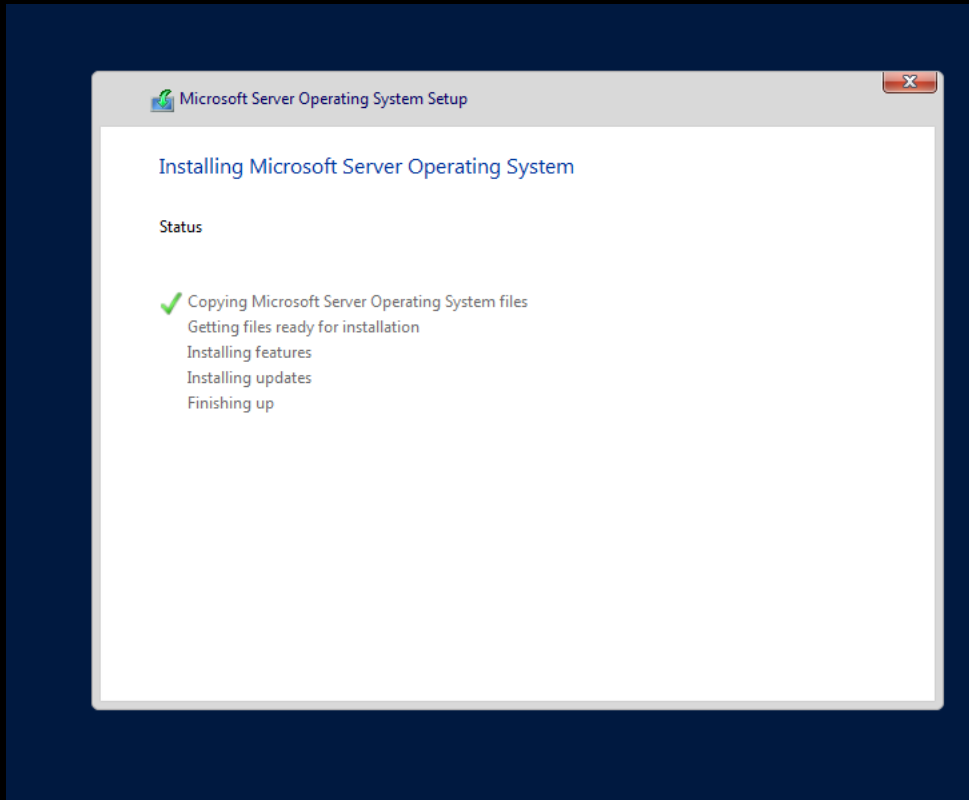 Microsoft Server Operating System Setup
Installing Microsoft Server Operating System
Status
Copying Microsoft Server Operating System files
Getting files ready for installation
Installing features
Installing updates
Finishing up